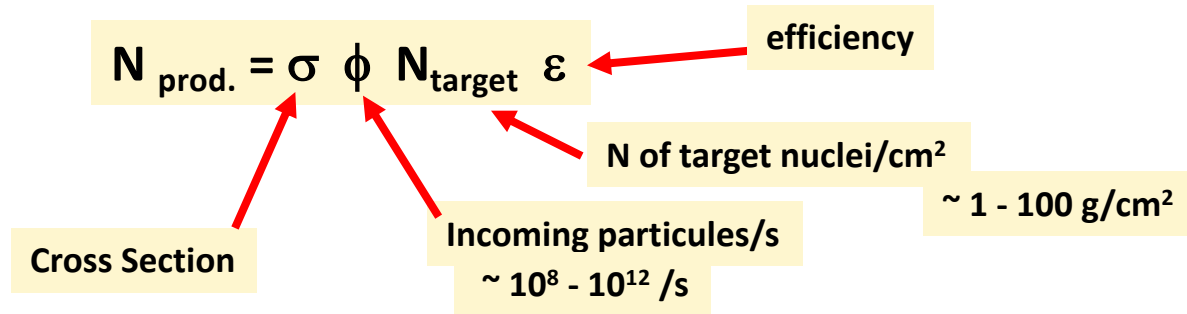 efficiency
N prod. = σ ϕ Ntarget ε
N of target nuclei/cm²
~ 1 - 100 g/cm²
Incoming particules/s
Cross Section
~ 10⁸ - 10¹² /s